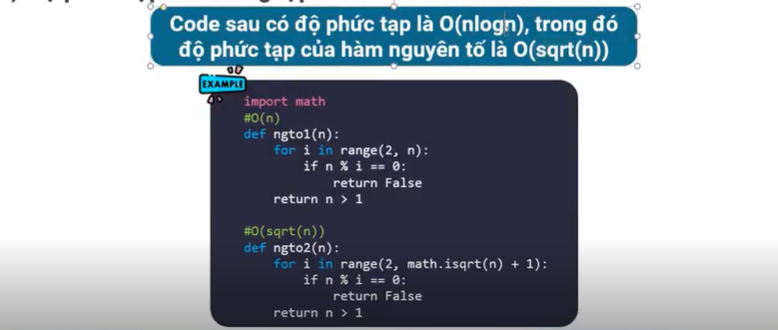 Code sau có độ phức tạp là O(nlogn), trong đó
độ phức tạp của hàm nguyên tố là O(sqrt(n))
EXAMPLE
import math
#O(n)
def ngto1(n):
    for i in range(2, n):
        if n % i == 0:
            return False
    return n > 1

#O(sqrt(n))
def ngto2(n):
    for i in range(2, math.isqrt(n) + 1):
        if n % i == 0:
            return False
    return n > 1